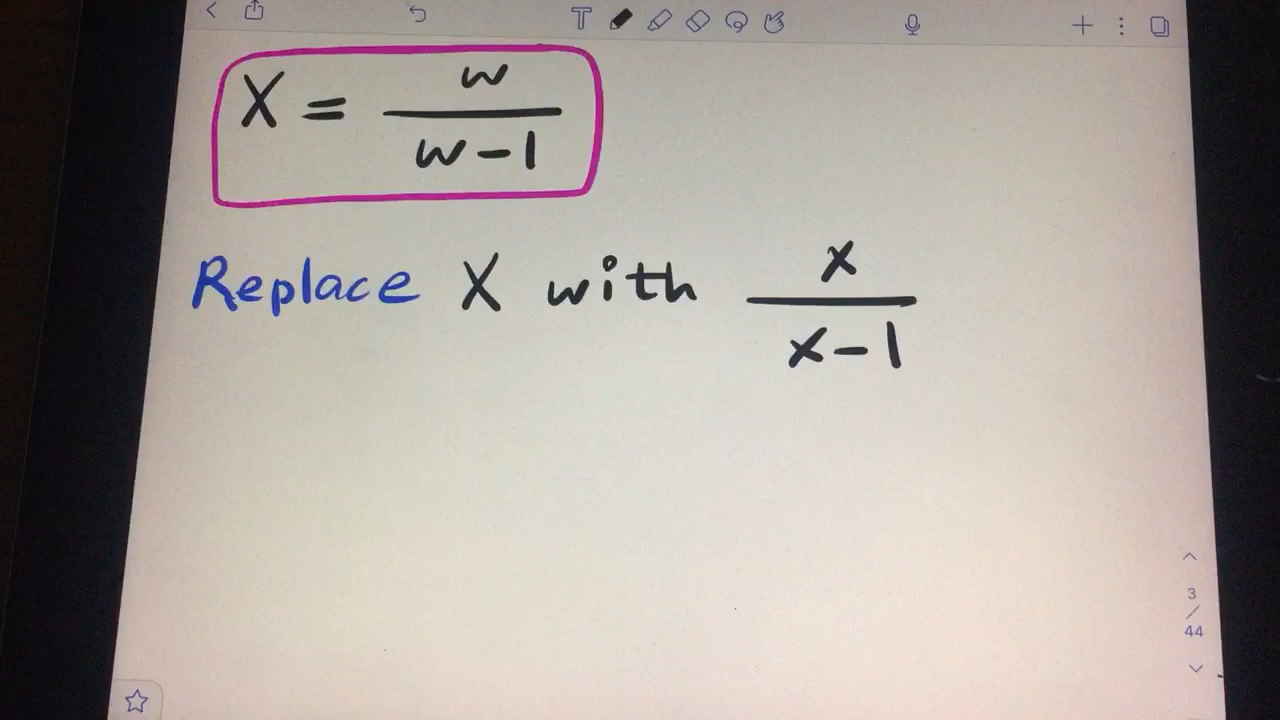 X = w / w-1
Replace X with x / x-1
3
/
44